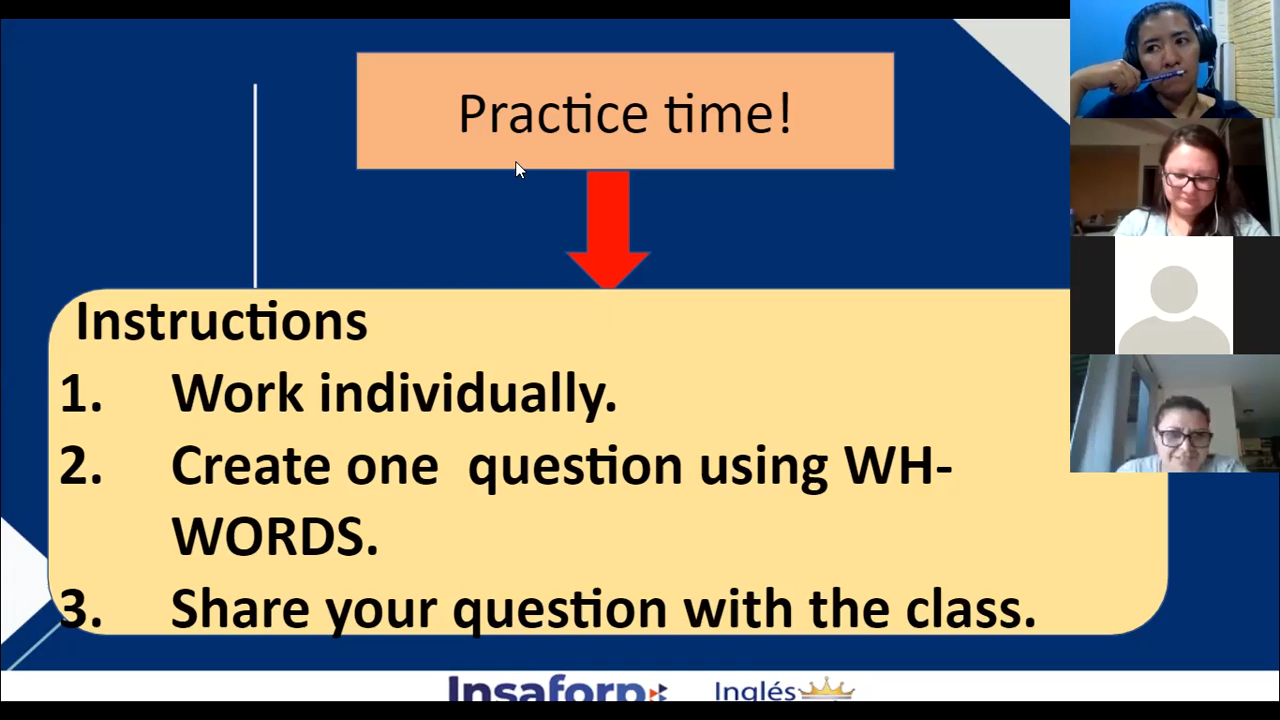 Practice time!
Instructions
1. Work individually.
2. Create one question using WH-
WORDS.
3. Share your question with the class.
Insaforp
Inglés